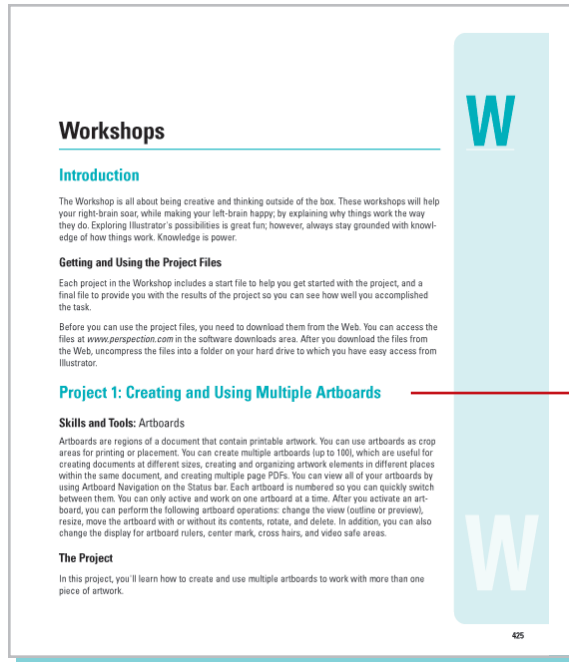 W
Workshops
Introduction
The Workshop is all about being creative and thinking outside of the box. These workshops will help
your right-brain soar, while making your left-brain happy; by explaining why things work the way
they do. Exploring Illustrator's possibilities is great fun; however, always stay grounded with knowl-
edge of how things work. Knowledge is power.
Getting and Using the Project Files
Each project in the Workshop includes a start file to help you get started with the project, and a
final file to provide you with the results of the project so you can see how well you accomplished
the task.
Before you can use the project files, you need to download them from the Web. You can access the
files at www.perspection.com in the software downloads area. After you download the files from
the Web, uncompress the files into a folder on your hard drive to which you have easy access from
Illustrator.
Project 1: Creating and Using Multiple Artboards
Skills and Tools: Artboards
Artboards are regions of a document that contain printable artwork. You can use artboards as crop
areas for printing or placement. You can create multiple artboards (up to 100), which are useful for
creating documents at different sizes, creating and organizing artwork elements in different places
within the same document, and creating multiple page PDFs. You can view all of your artboards by
using Artboard Navigation on the Status bar. Each artboard is numbered so you can quickly switch
between them. You can only active and work on one artboard at a time. After you activate an art-
board, you can perform the following artboard operations: change the view (outline or preview),
resize, move the artboard with or without its contents, rotate, and delete. In addition, you can also
change the display for artboard rulers, center mark, cross hairs, and video safe areas.
The Project
In this project, you'll learn how to create and use multiple artboards to work with more than one
piece of artwork.
W
425